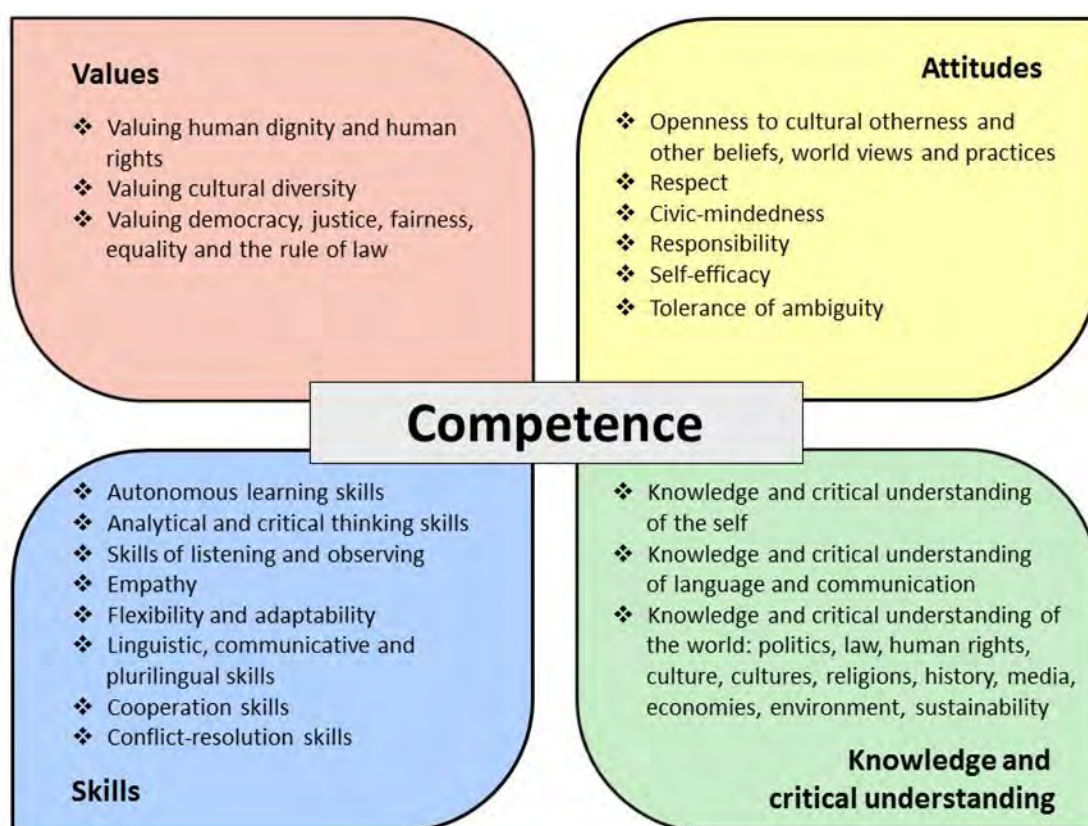 Values
❖ Valuing human dignity and human
rights
❖ Valuing cultural diversity
❖ Valuing democracy, justice, fairness,
equality and the rule of law
Attitudes
❖ Openness to cultural otherness and
other beliefs, world views and practices
❖ Respect
❖ Civic-mindedness
❖ Responsibility
❖ Self-efficacy
❖ Tolerance of ambiguity
Competence
❖ Autonomous learning skills
❖ Analytical and critical thinking skills
❖ Skills of listening and observing
❖ Empathy
❖ Flexibility and adaptability
❖ Linguistic, communicative and
plurilingual skills
❖ Cooperation skills
❖ Conflict-resolution skills
Skills
❖ Knowledge and critical understanding
of the self
❖ Knowledge and critical understanding
of language and communication
❖ Knowledge and critical understanding of
the world: politics, law, human rights,
culture, cultures, religions, history, media,
economies, environment, sustainability
Knowledge and
critical understanding